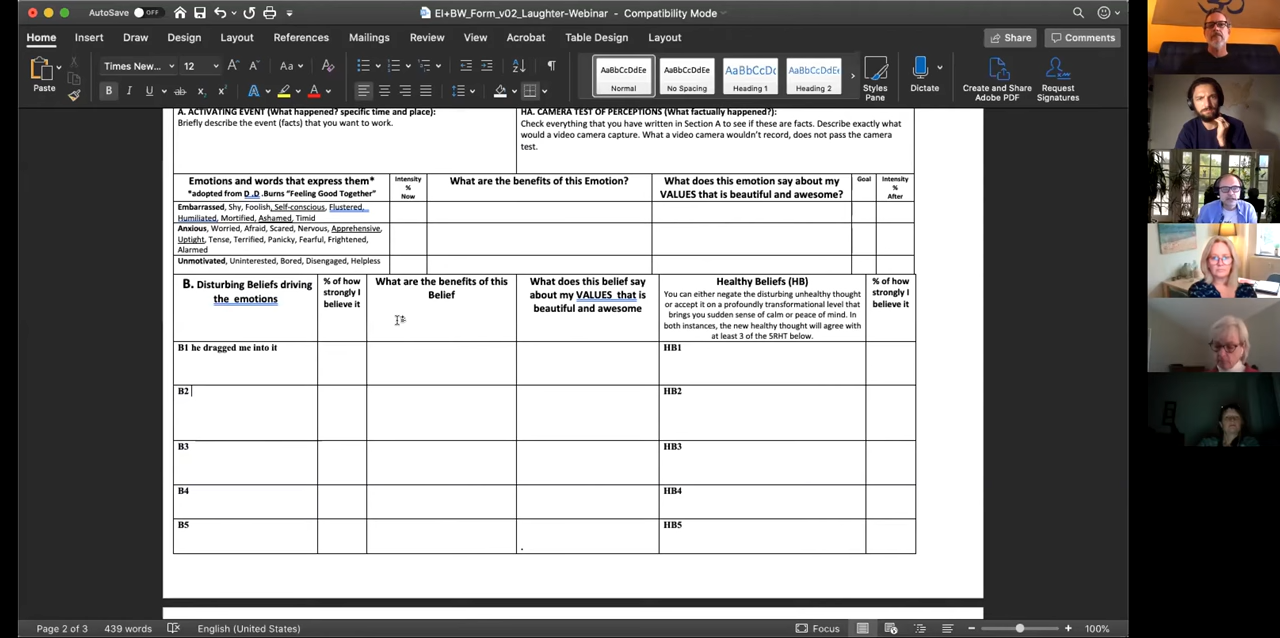 AutoSave OFF
EI+BW_Form_v02_Laughter-Webinar - Compatibility Mode
Home Insert Draw Design Layout References Mailings Review View Acrobat Table Design Layout Share Comments
Paste
Times New... 12
AaBbCcDdEe AaBbCcDdEe AaBbCcDc AaBbCcDdEe
Normal No Spacing Heading 1 Heading 2
Styles Pane
Dictate
Create and Share Adobe PDF
Request Signatures
A. ACTIVATING EVENT (What happened? specific time and place):
Briefly describe the event (facts) that you want to work.
HA. CAMERA TEST OF PERCEPTIONS (What factually happened?):
Check everything that you have written in Section A to see if these are facts. Describe exactly what
would a video camera capture. What a video camera wouldn't record, does not pass the camera
test.
Emotions and words that express them*
*adopted from D .D .Burns "Feeling Good Together"
Intensity
%
Now
What are the benefits of this Emotion?
What does this emotion say about my
VALUES that is beautiful and awesome?
Goal
Intensity
%
After
Embarrassed, Shy, Foolish, Self-conscious, Flustered,
Humiliated, Mortified, Ashamed, Timid
Anxious, Worried, Afraid, Scared, Nervous, Apprehensive,
Uptight, Tense, Terrified, Panicky, Fearful, Frightened,
Alarmed
Unmotivated, Uninterested, Bored, Disengaged, Helpless
B. Disturbing Beliefs driving
the emotions
% of how
strongly I
believe it
What are the benefits of this
Belief
What does this belief say
about my VALUES that is
beautiful and awesome
Healthy Beliefs (HB)
You can either negate the disturbing unhealthy thought
or accept it on a profoundly transformational level that
brings you sudden sense of calm or peace of mind. In
both instances, the new healthy thought will agree with
at least 3 of the 5RHT below.
% of how
strongly I
believe it
B1 he dragged me into it
HB1
B2
HB2
B3
HB3
B4
HB4
B5
.
HB5
Page 2 of 3 439 words English (United States) Focus 100%